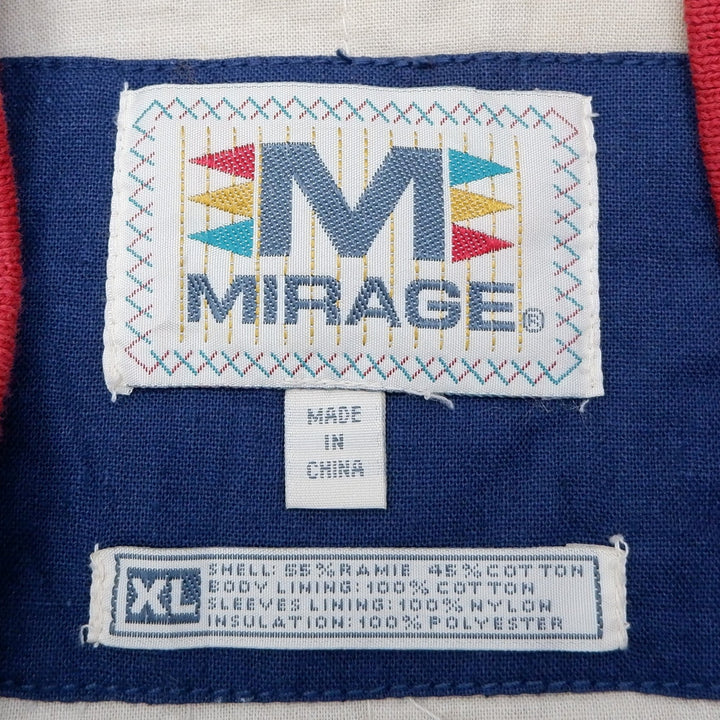 M
MIRAGE®
MADE
IN
CHINA
XL
SHELL: 55% RAMIE 45% COTTON
BODY LINING: 100% COTTON
SLEEVES LINING: 100% NYLON
INSULATION: 100% POLYESTER